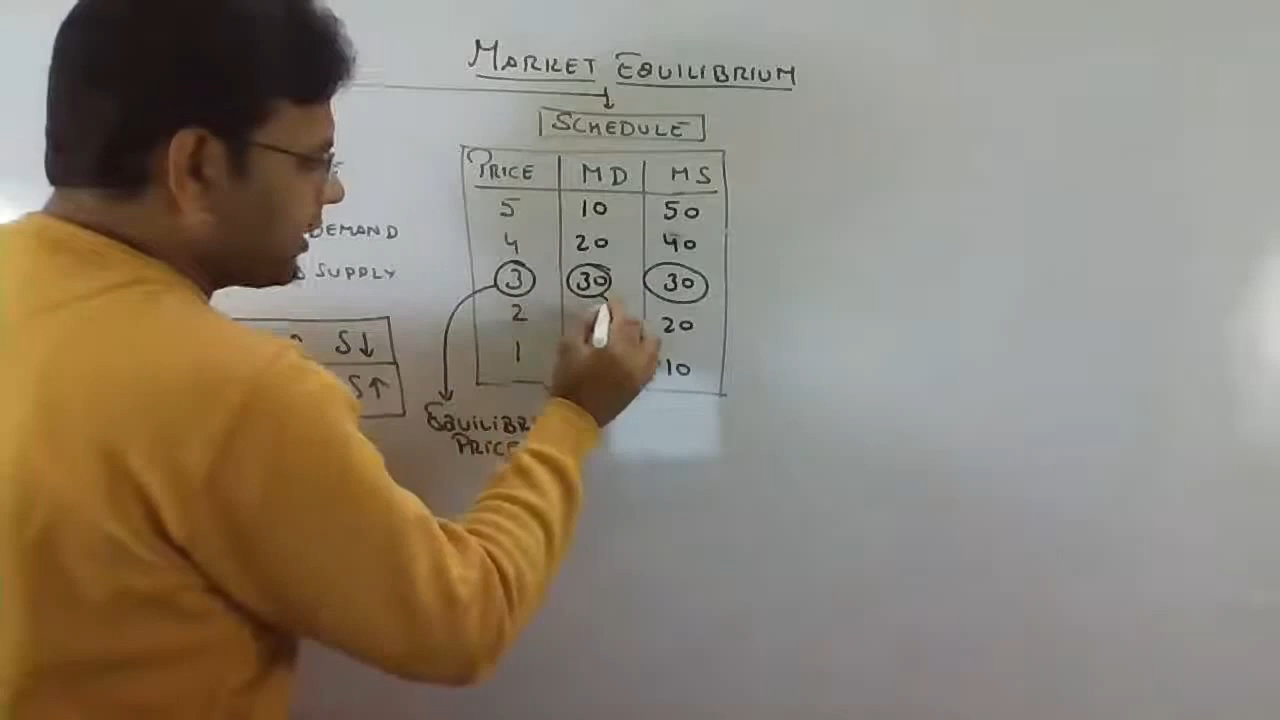 MARKET EQUILIBRIUM
SCHEDULE
PRICE MD MS
5 10 50
4 20 40
3 30 30
2 20
1 10
DEMAND
SUPPLY
S↓
S↑
PRICE